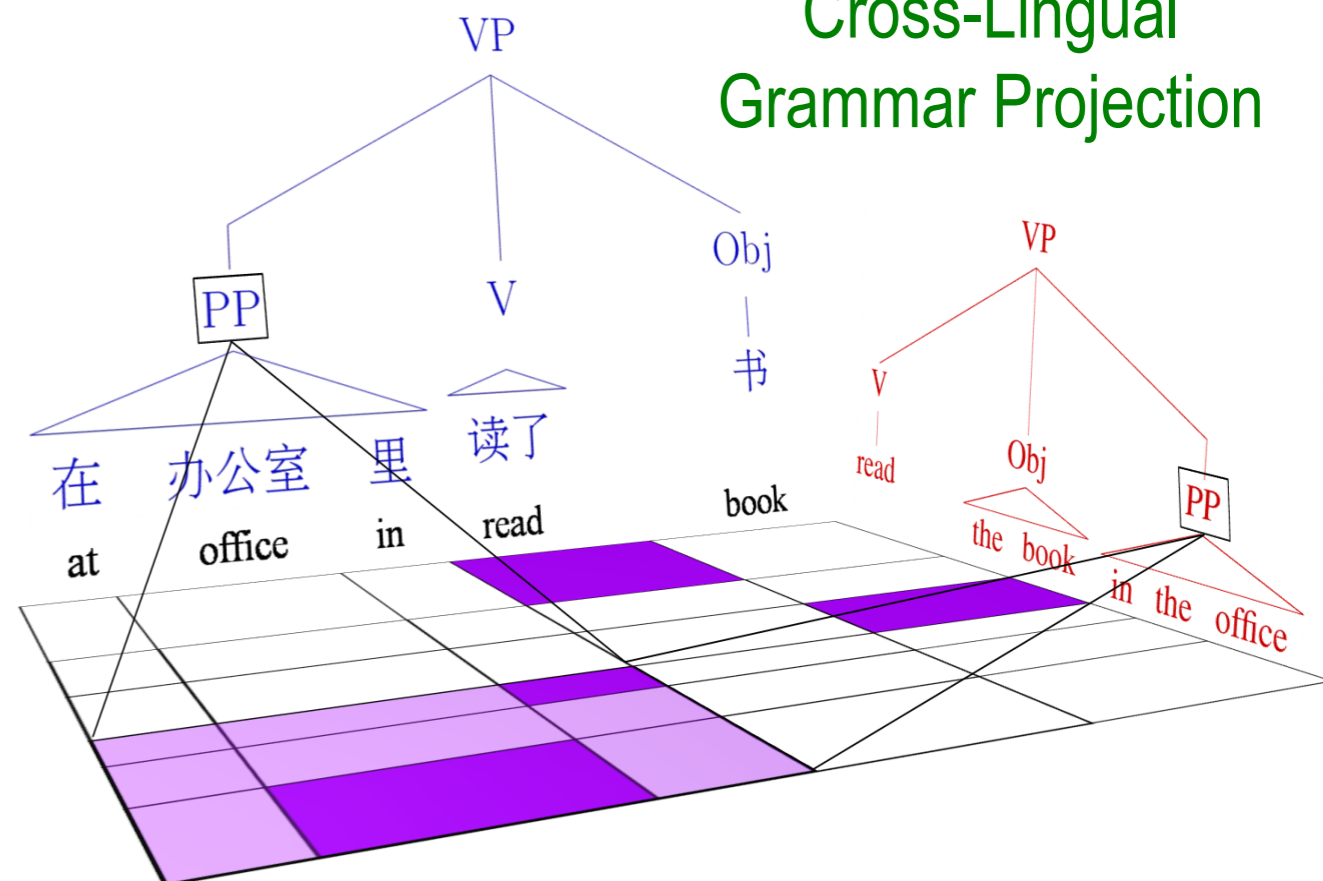 Cross-Lingual
Grammar Projection
VP
PP
V
Obj
在 办公室 里 读了 书
at office in read book
VP
V
Obj
PP
read
the book
in the office